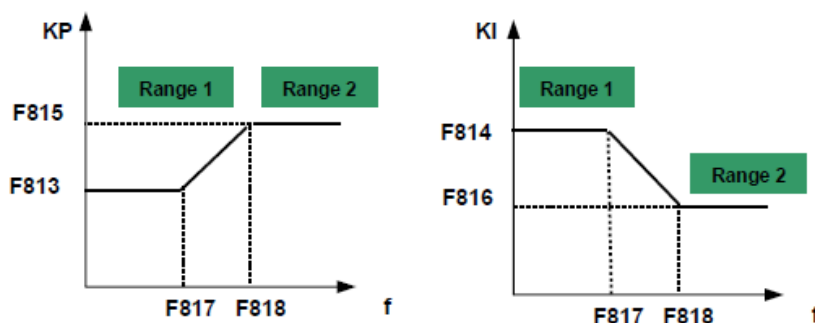 KP
Range 1
Range 2
F815
F813
F817
F818
f
KI
Range 1
F814
Range 2
F816
F817
F818
f